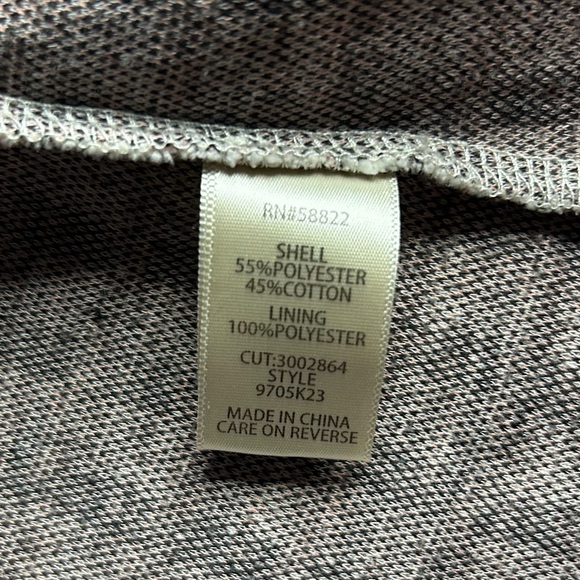 RN#58822
SHELL
55%POLYESTER
45%COTTON
LINING
100%POLYESTER
CUT:3002864
STYLE
9705K23
MADE IN CHINA
CARE ON REVERSE